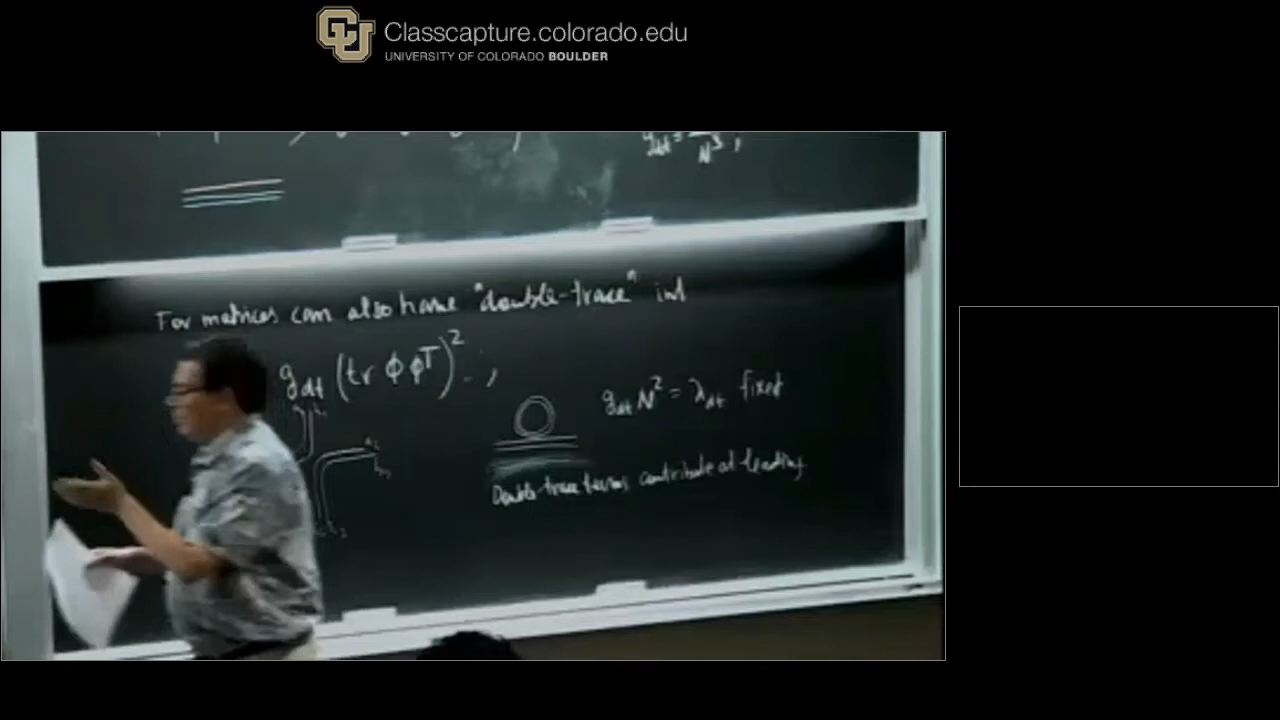 Classcapture.colorado.edu
UNIVERSITY OF COLORADO BOULDER
For matrices can also have "double-trace" int
g_dt (tr ϕ ϕ^T)^2 .. ,
g_dt N^2 = λ_dt fixed
Double-trace terms contribute at leading